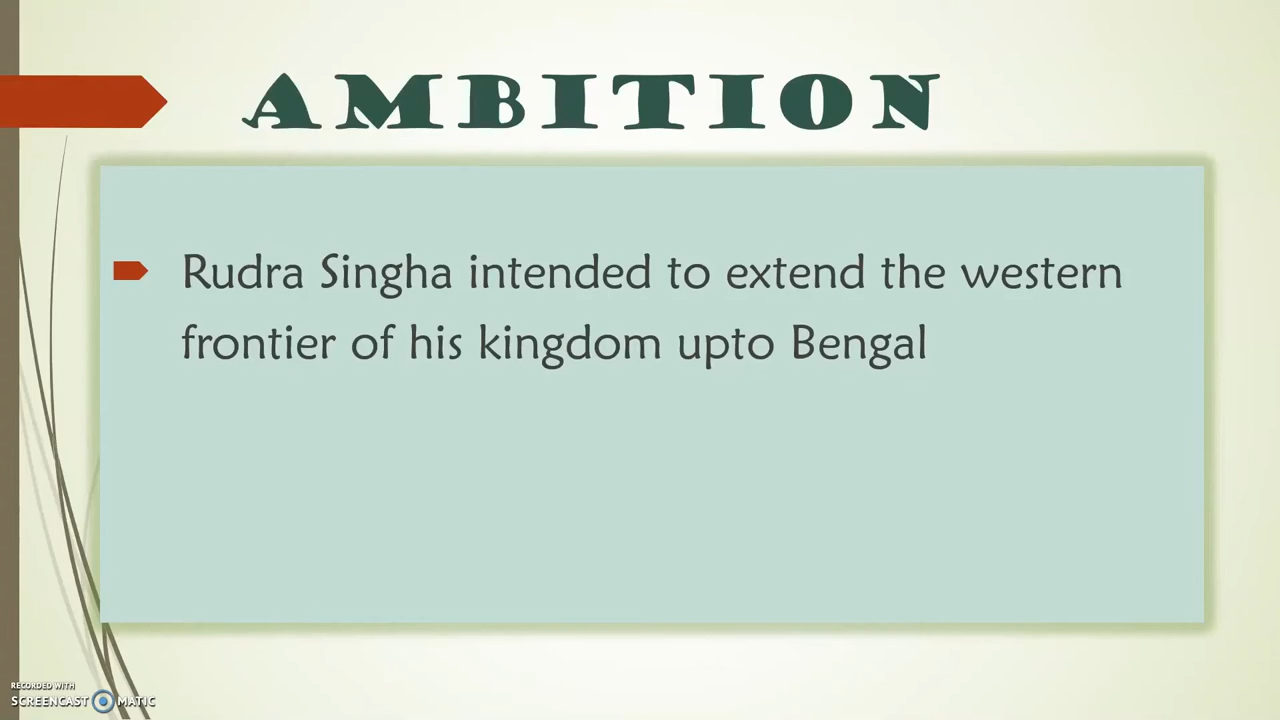 AMBITION
Rudra Singha intended to extend the western
frontier of his kingdom upto Bengal
RECORDED WITH
SCREENCAST MATIC